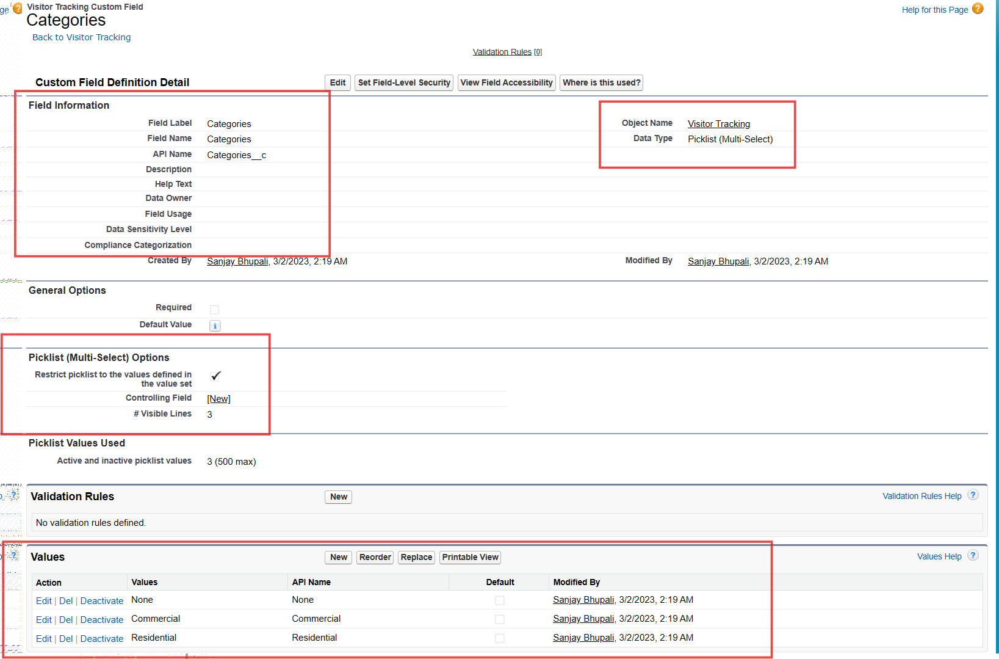 ge
Visitor Tracking Custom Field
Help for this Page
Categories
Back to Visitor Tracking
Validation Rules [0]
Custom Field Definition Detail
Edit Set Field-Level Security View Field Accessibility Where is this used?
Field Information
Field Label Categories Object Name Visitor Tracking
Field Name Categories Data Type Picklist (Multi-Select)
API Name Categories__c
Description
Help Text
Data Owner
Field Usage
Data Sensitivity Level
Compliance Categorization
Created By Sanjay Bhupali, 3/2/2023, 2:19 AM Modified By Sanjay Bhupali, 3/2/2023, 2:19 AM
General Options
Required
Default Value
Picklist (Multi-Select) Options
Restrict picklist to the values defined in
the value set
Controlling Field [New]
# Visible Lines 3
Picklist Values Used
Active and inactive picklist values 3 (500 max)
Validation Rules New Validation Rules Help ?
No validation rules defined.
Values New Reorder Replace Printable View Values Help ?
Action Values API Name Default Modified By
Edit | Del | Deactivate None None Sanjay Bhupali, 3/2/2023, 2:19 AM
Edit | Del | Deactivate Commercial Commercial Sanjay Bhupali, 3/2/2023, 2:19 AM
Edit | Del | Deactivate Residential Residential Sanjay Bhupali, 3/2/2023, 2:19 AM